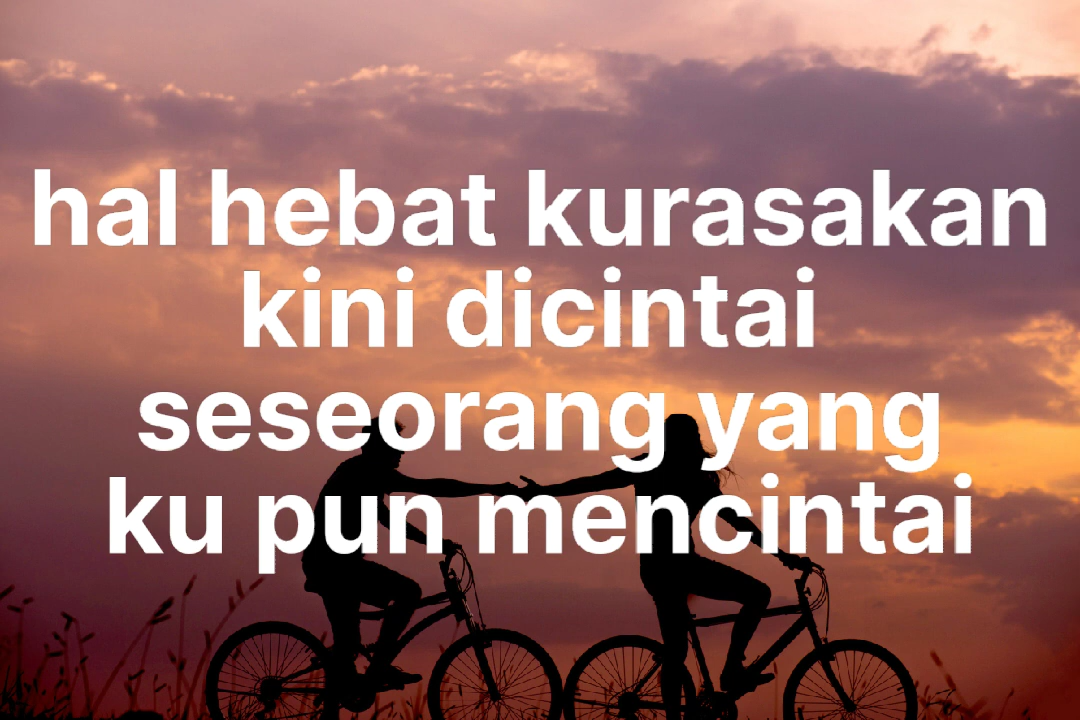 hal hebat kurasakan
kini dicintai
seseorang yang
ku pun mencintai